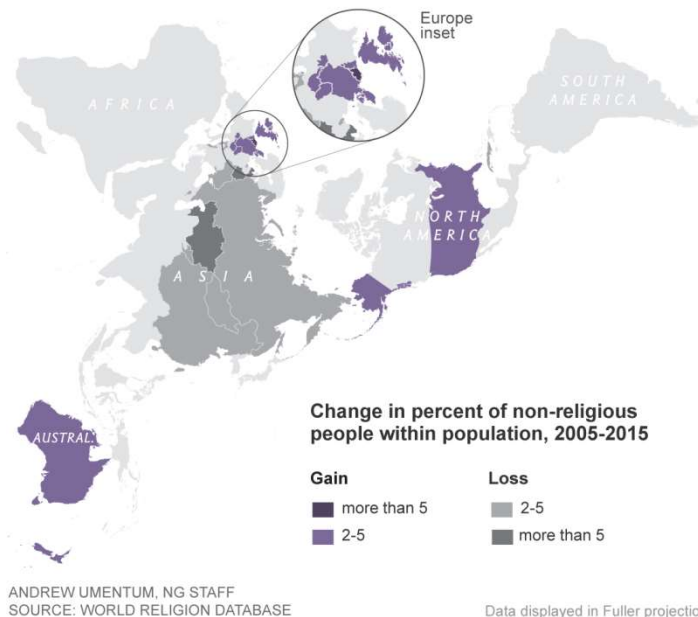 Europe
inset
AFRICA
SOUTH
AMERICA
NORTH
AMERICA
ASIA
AUSTRAL.
Change in percent of non-religious
people within population, 2005-2015
Gain
Loss
more than 5
2-5
2-5
more than 5
ANDREW UMENTUM, NG STAFF
SOURCE: WORLD RELIGION DATABASE
Data displayed in Fuller projectio